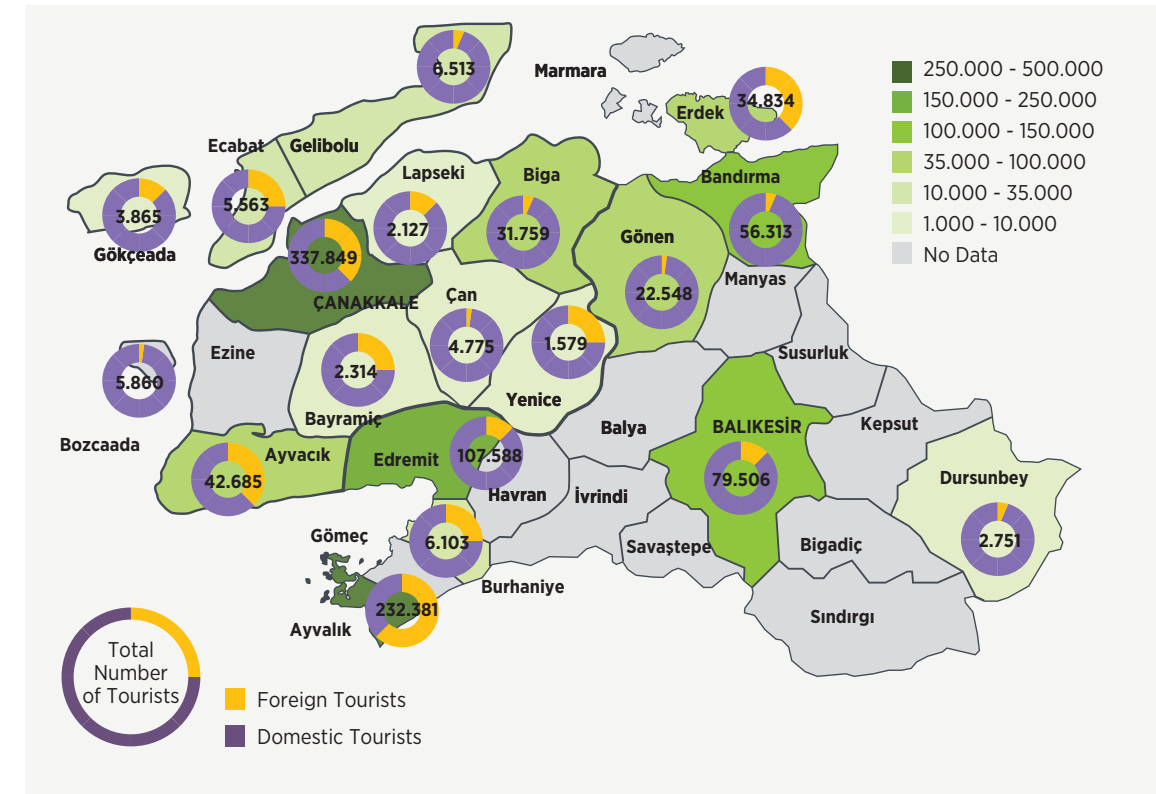 6.513
Marmara
34.834
Erdek
250.000 - 500.000
150.000 - 250.000
100.000 - 150.000
35.000 - 100.000
10.000 - 35.000
1.000 - 10.000
No Data
Ecabat
Gelibolu
Lapseki
Biga
Bandırma
3.865
5.563
2.127
31.759
56.313
Gökçeada
337.849
Gönen
Manyas
ÇANAKKALE
Çan
22.548
Ezine
4.775
1.579
Susurluk
5.860
2.314
Yenice
Bayramiç
Balya
BALIKESİR
Kepsut
Bozcaada
Ayvacık
Edremit
107.588
42.685
79.506
Dursunbey
Havran
İvrindi
2.751
Gömeç
6.103
Savaştepe
Bigadiç
Burhaniye
232.381
Ayvalık
Sındırgı
Total
Number
of Tourists
Foreign Tourists
Domestic Tourists